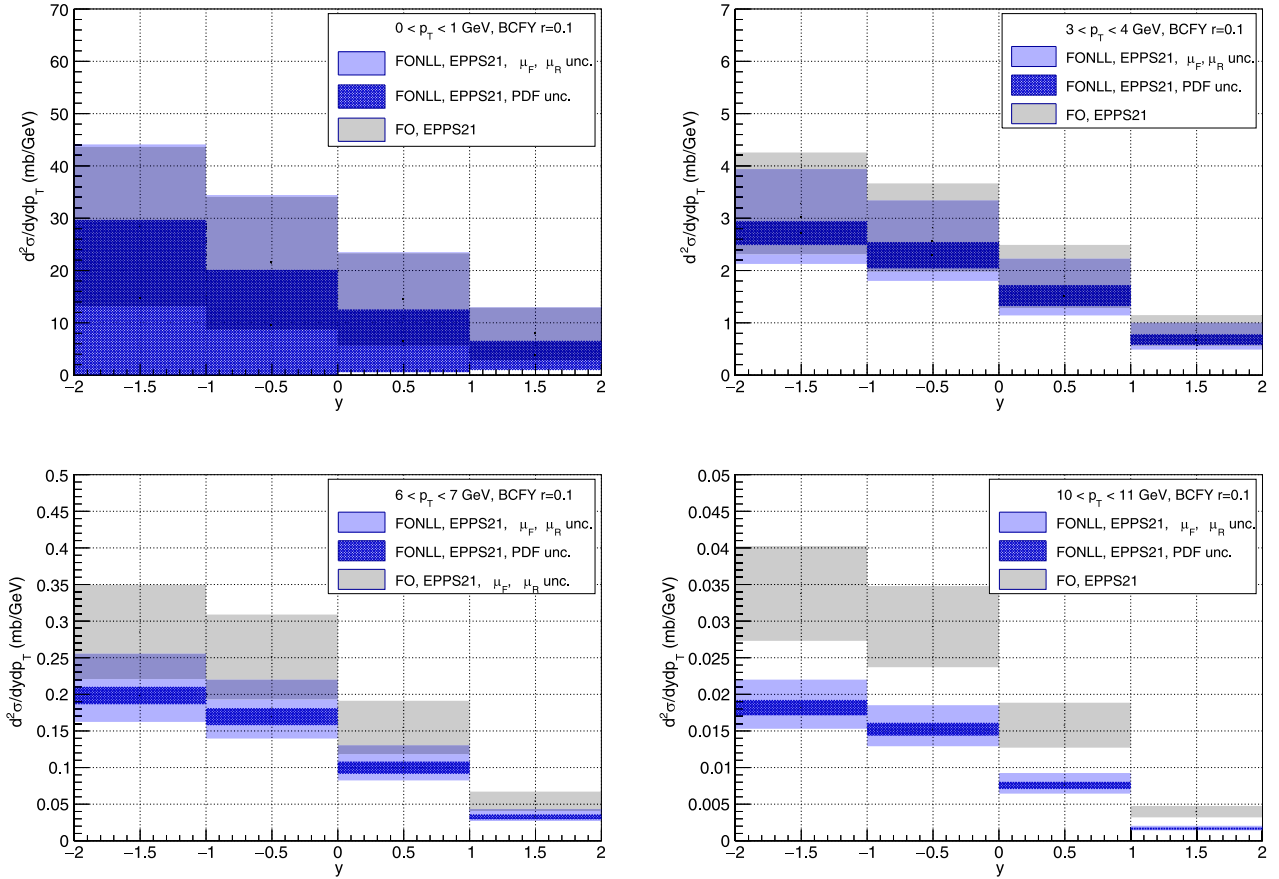 0 < p_T < 1 GeV, BCFY r=0.1
FONLL, EPPS21, μ_F, μ_R unc.
FONLL, EPPS21, PDF unc.
FO, EPPS21
d²σ/dydp_T (mb/GeV)
70
60
50
40
30
20
10
0
−2 −1.5 −1 −0.5 0 0.5 1 1.5 2
y
3 < p_T < 4 GeV, BCFY r=0.1
FONLL, EPPS21, μ_F, μ_R unc.
FONLL, EPPS21, PDF unc.
FO, EPPS21
d²σ/dydp_T (mb/GeV)
7
6
5
4
3
2
1
0
−2 −1.5 −1 −0.5 0 0.5 1 1.5 2
y
6 < p_T < 7 GeV, BCFY r=0.1
FONLL, EPPS21, μ_F, μ_R unc.
FONLL, EPPS21, PDF unc.
FO, EPPS21, μ_F, μ_R unc.
d²σ/dydp_T (mb/GeV)
0.5
0.45
0.4
0.35
0.3
0.25
0.2
0.15
0.1
0.05
0
−2 −1.5 −1 −0.5 0 0.5 1 1.5 2
y
10 < p_T < 11 GeV, BCFY r=0.1
FONLL, EPPS21, μ_F, μ_R unc.
FONLL, EPPS21, PDF unc.
FO, EPPS21
d²σ/dydp_T (mb/GeV)
0.05
0.045
0.04
0.035
0.03
0.025
0.02
0.015
0.01
0.005
0
−2 −1.5 −1 −0.5 0 0.5 1 1.5 2
y